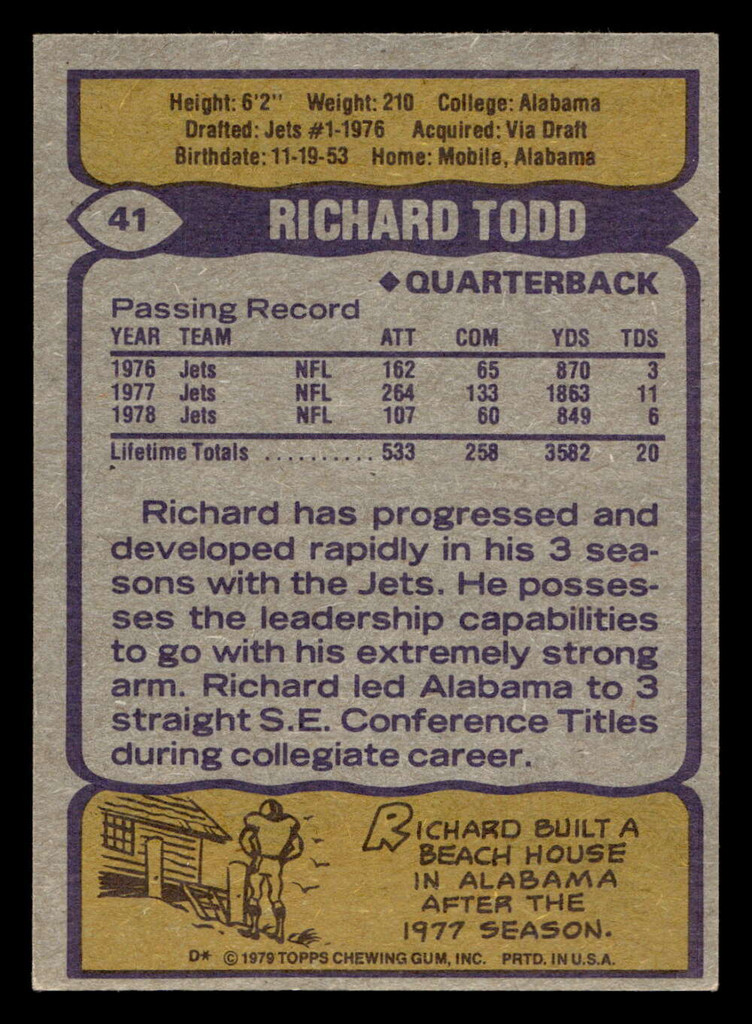 Height: 6'2" Weight: 210 College: Alabama
Drafted: Jets #1-1976 Acquired: Via Draft
Birthdate: 11-19-53 Home: Mobile, Alabama
41 RICHARD TODD
◆QUARTERBACK
Passing Record
YEAR TEAM ATT COM YDS TDS
1976 Jets NFL 162 65 870 3
1977 Jets NFL 264 133 1863 11
1978 Jets NFL 107 60 849 6
Lifetime Totals .......... 533 258 3582 20
Richard has progressed and
developed rapidly in his 3 sea-
sons with the Jets. He posses-
ses the leadership capabilities
to go with his extremely strong
arm. Richard led Alabama to 3
straight S.E. Conference Titles
during collegiate career.
RICHARD BUILT A
BEACH HOUSE
IN ALABAMA
AFTER THE
1977 SEASON.
D* © 1979 TOPPS CHEWING GUM, INC. PRTD. IN U.S.A.